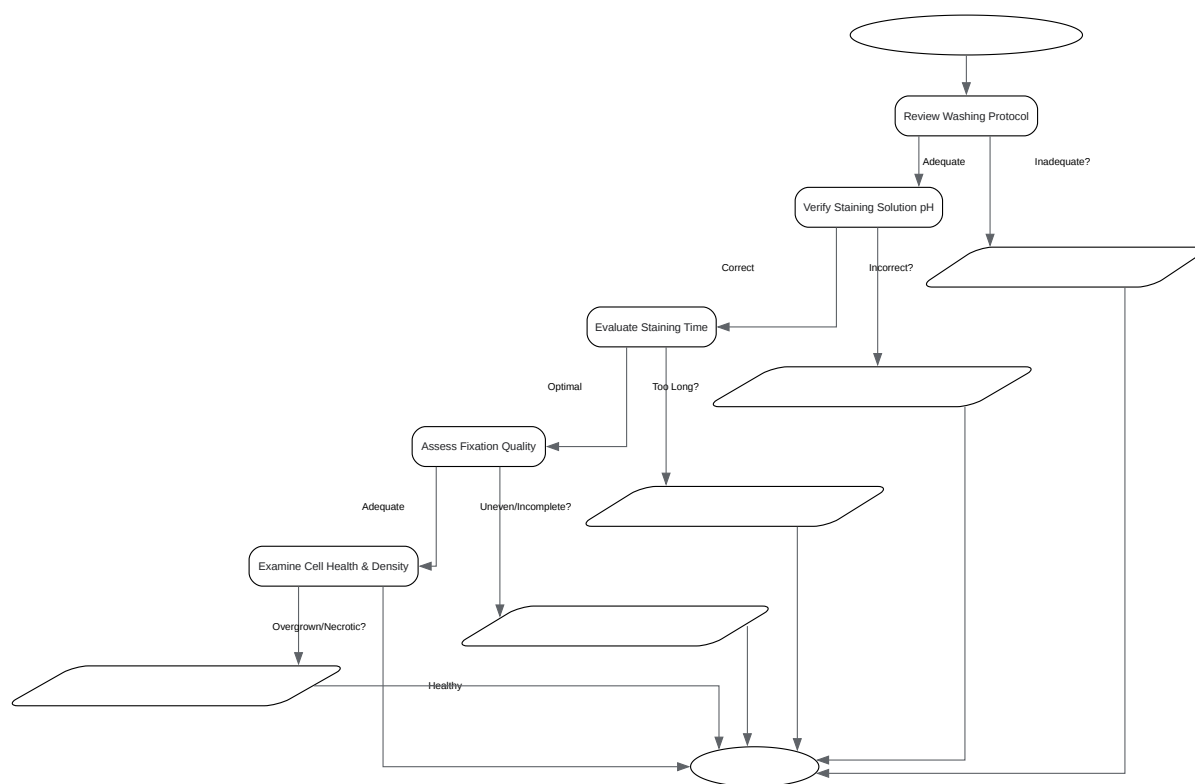 Review Washing Protocol
Adequate
Inadequate?
Verify Staining Solution pH
Correct
Incorrect?
Evaluate Staining Time
Optimal
Too Long?
Assess Fixation Quality
Adequate
Uneven/Incomplete?
Examine Cell Health & Density
Overgrown/Necrotic?
Healthy